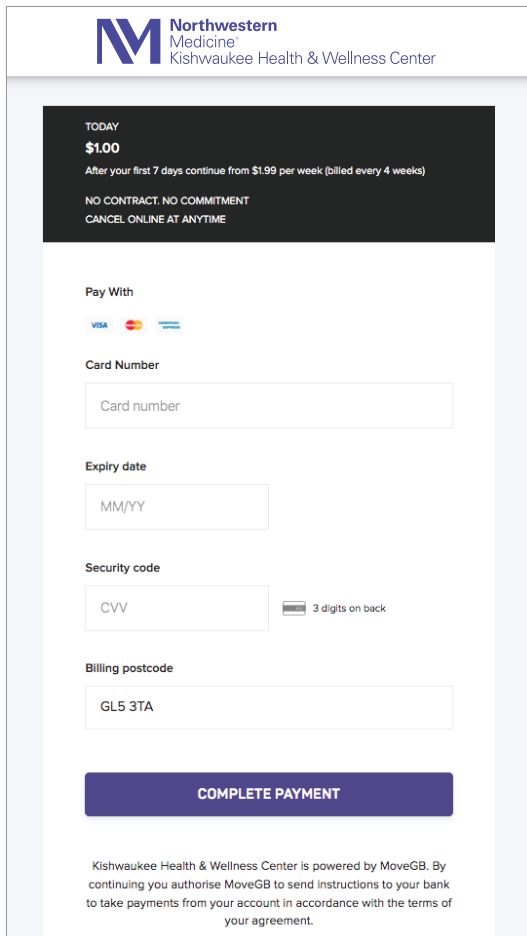 Northwestern
Medicine®
Kishwaukee Health & Wellness Center
TODAY
$1.00
After your first 7 days continue from $1.99 per week (billed every 4 weeks)
NO CONTRACT. NO COMMITMENT
CANCEL ONLINE AT ANYTIME
Pay With
VISA
AMERICAN
EXPRESS
Card Number
Card number
Expiry date
MM/YY
Security code
CVV
3 digits on back
Billing postcode
GL5 3TA
COMPLETE PAYMENT
Kishwaukee Health & Wellness Center is powered by MoveGB. By
continuing you authorise MoveGB to send instructions to your bank
to take payments from your account in accordance with the terms of
your agreement.